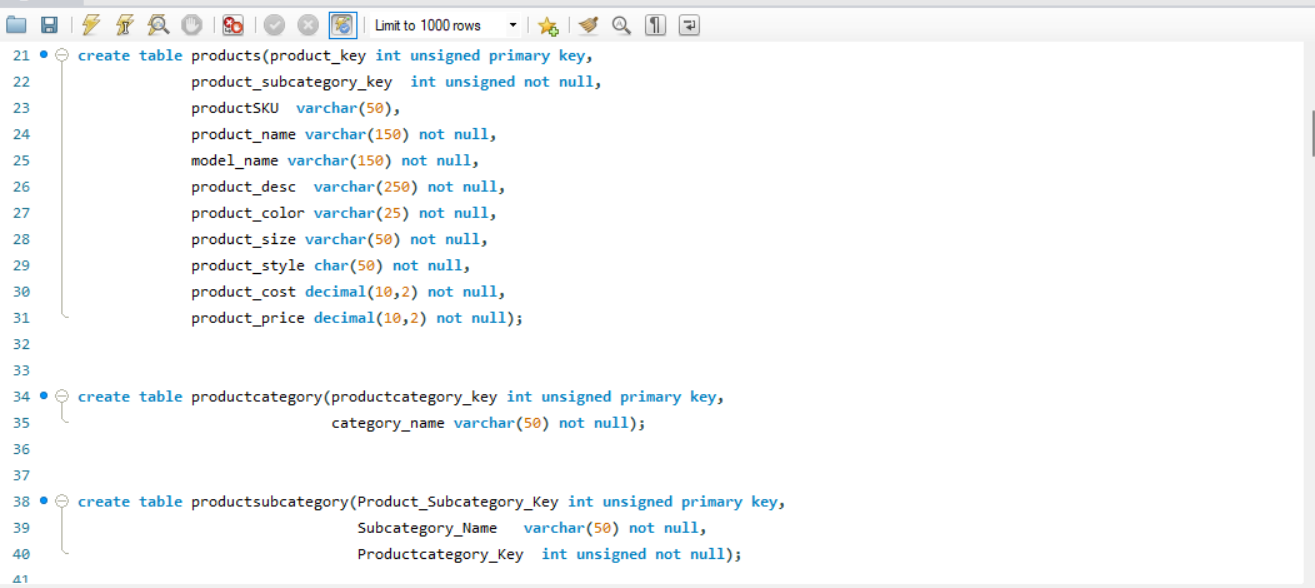 Limit to 1000 rows
21 create table products(product_key int unsigned primary key,
22 product_subcategory_key  int unsigned not null,
23 productSKU  varchar(50),
24 product_name varchar(150) not null,
25 model_name varchar(150) not null,
26 product_desc  varchar(250) not null,
27 product_color varchar(25) not null,
28 product_size varchar(50) not null,
29 product_style char(50) not null,
30 product_cost decimal(10,2) not null,
31 product_price decimal(10,2) not null);
32
33
34 create table productcategory(productcategory_key int unsigned primary key,
35 category_name varchar(50) not null);
36
37
38 create table productsubcategory(Product_Subcategory_Key int unsigned primary key,
39 Subcategory_Name   varchar(50) not null,
40 Productcategory_Key  int unsigned not null);
41